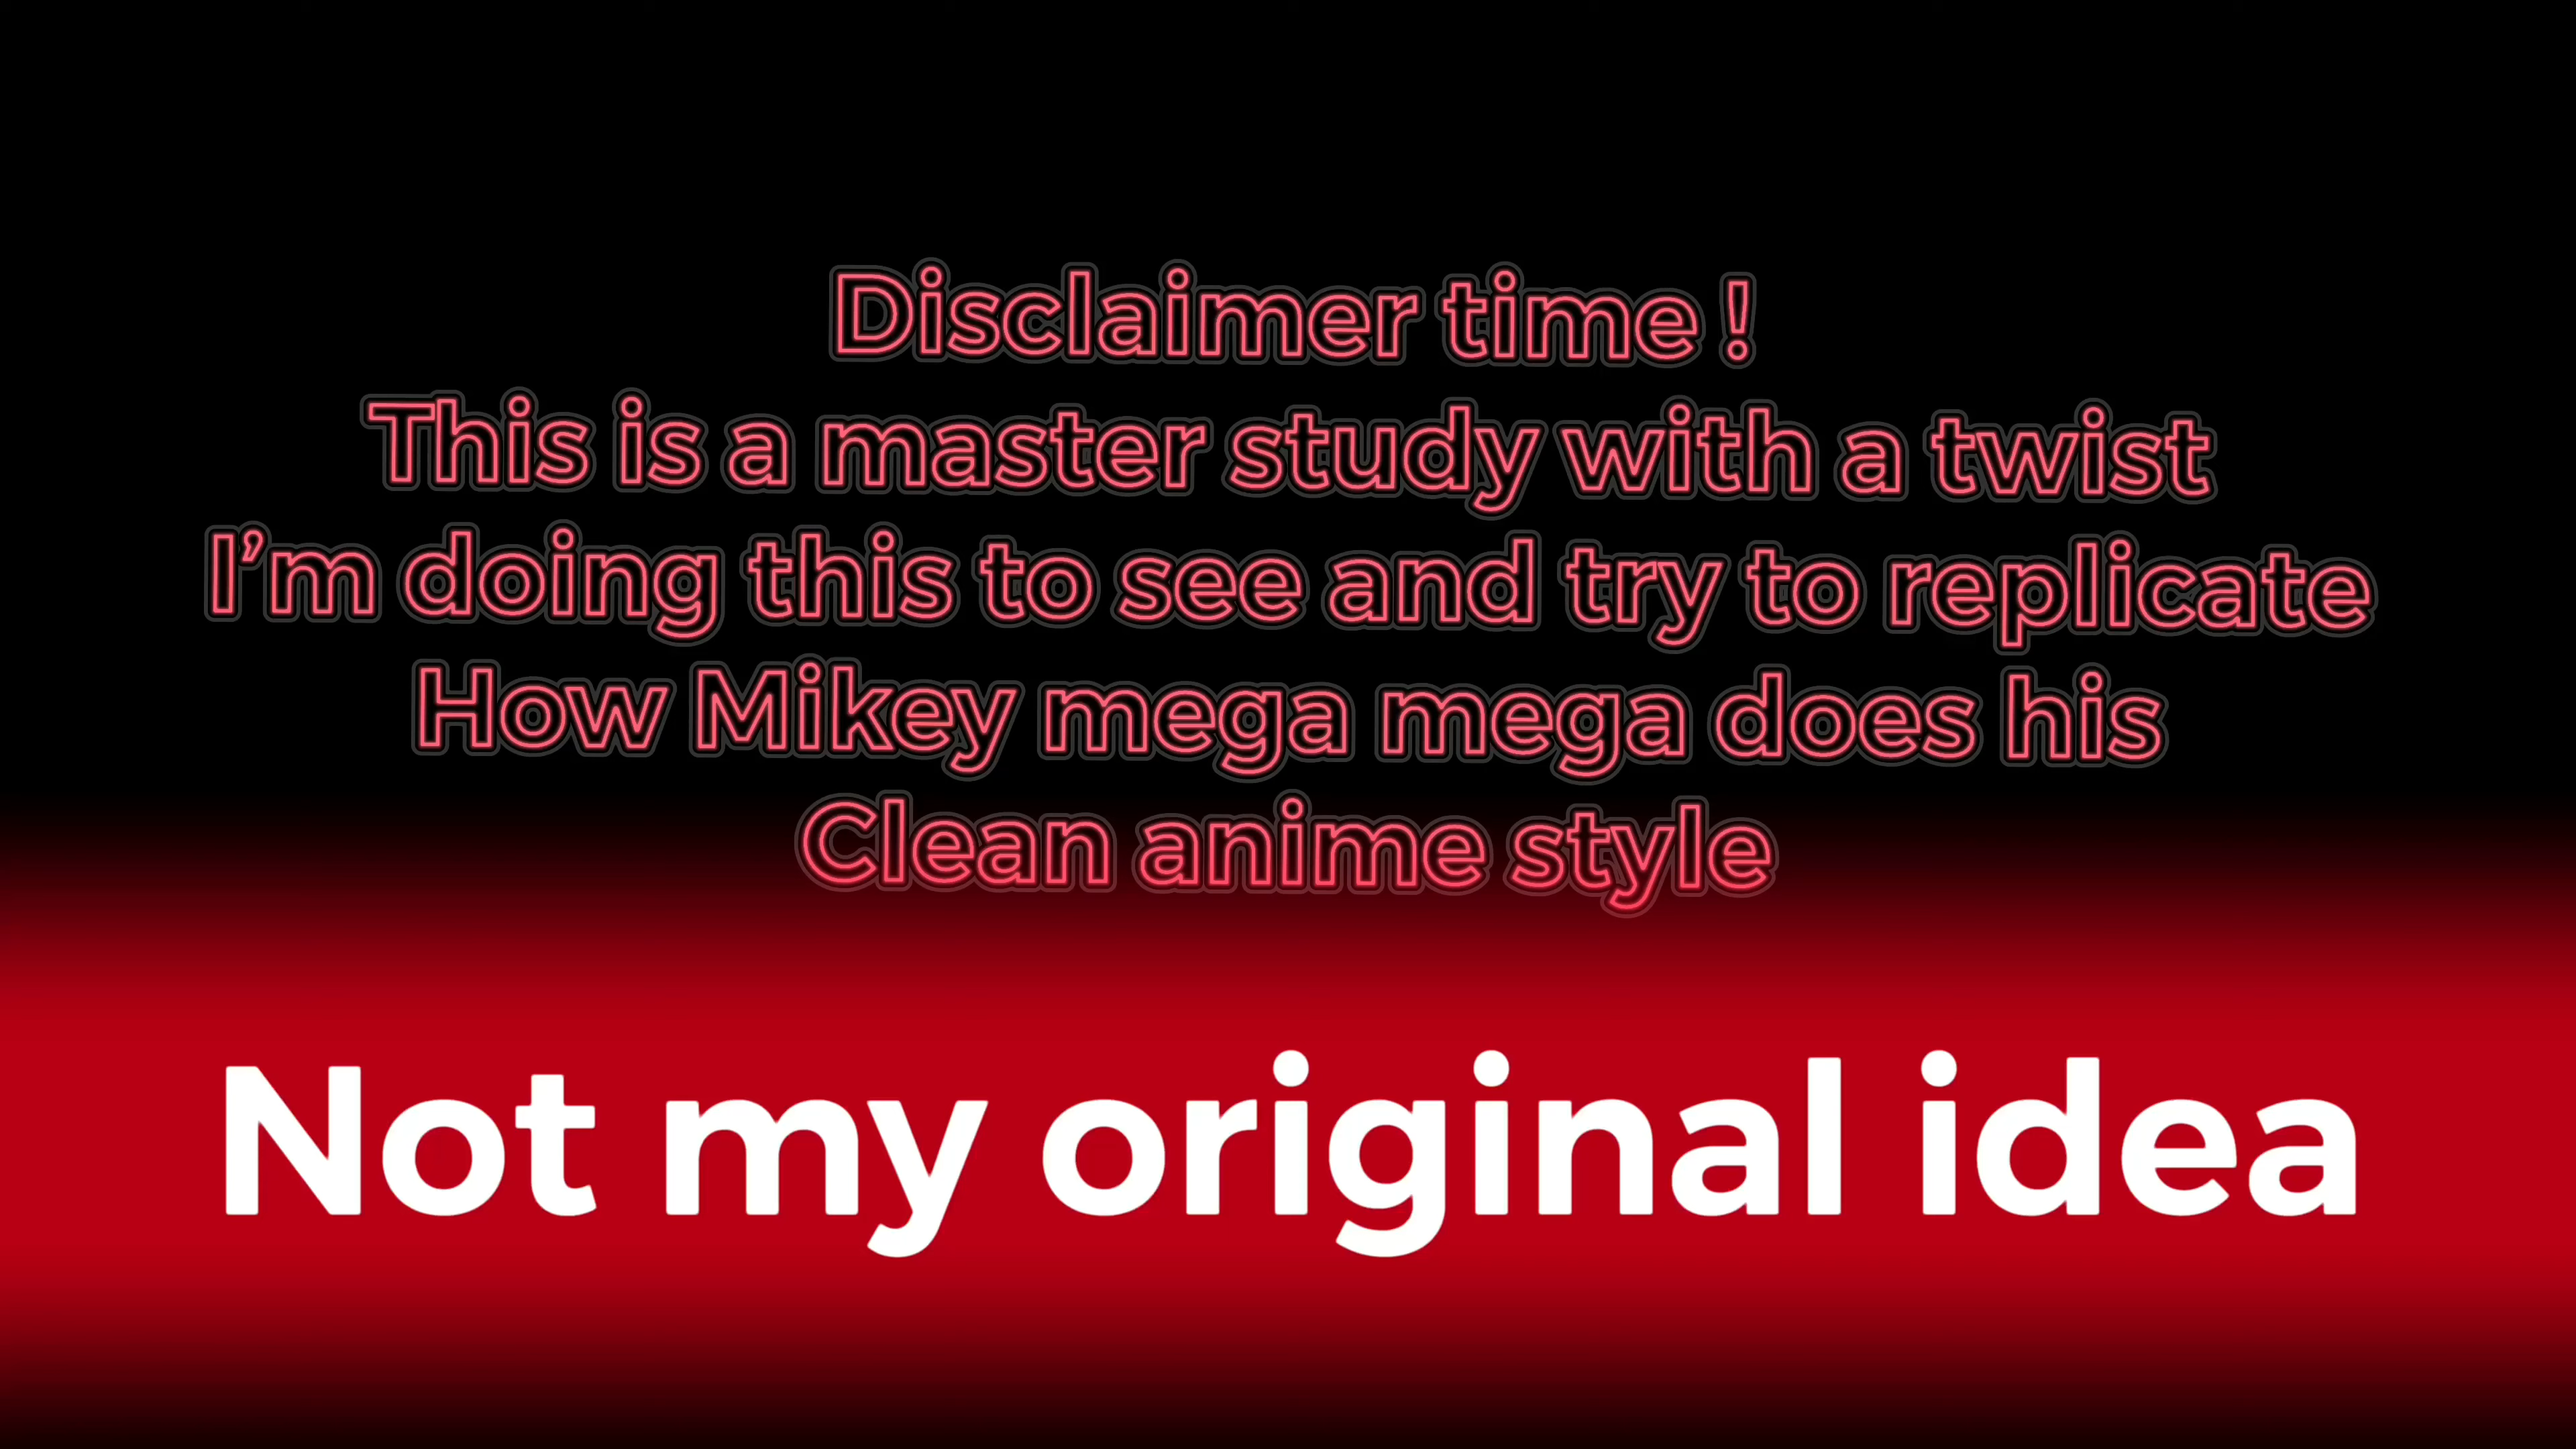 Disclaimer time !
This is a master study with a twist
I’m doing this to see and try to replicate
How Mikey mega mega does his
Clean anime style
Not my original idea